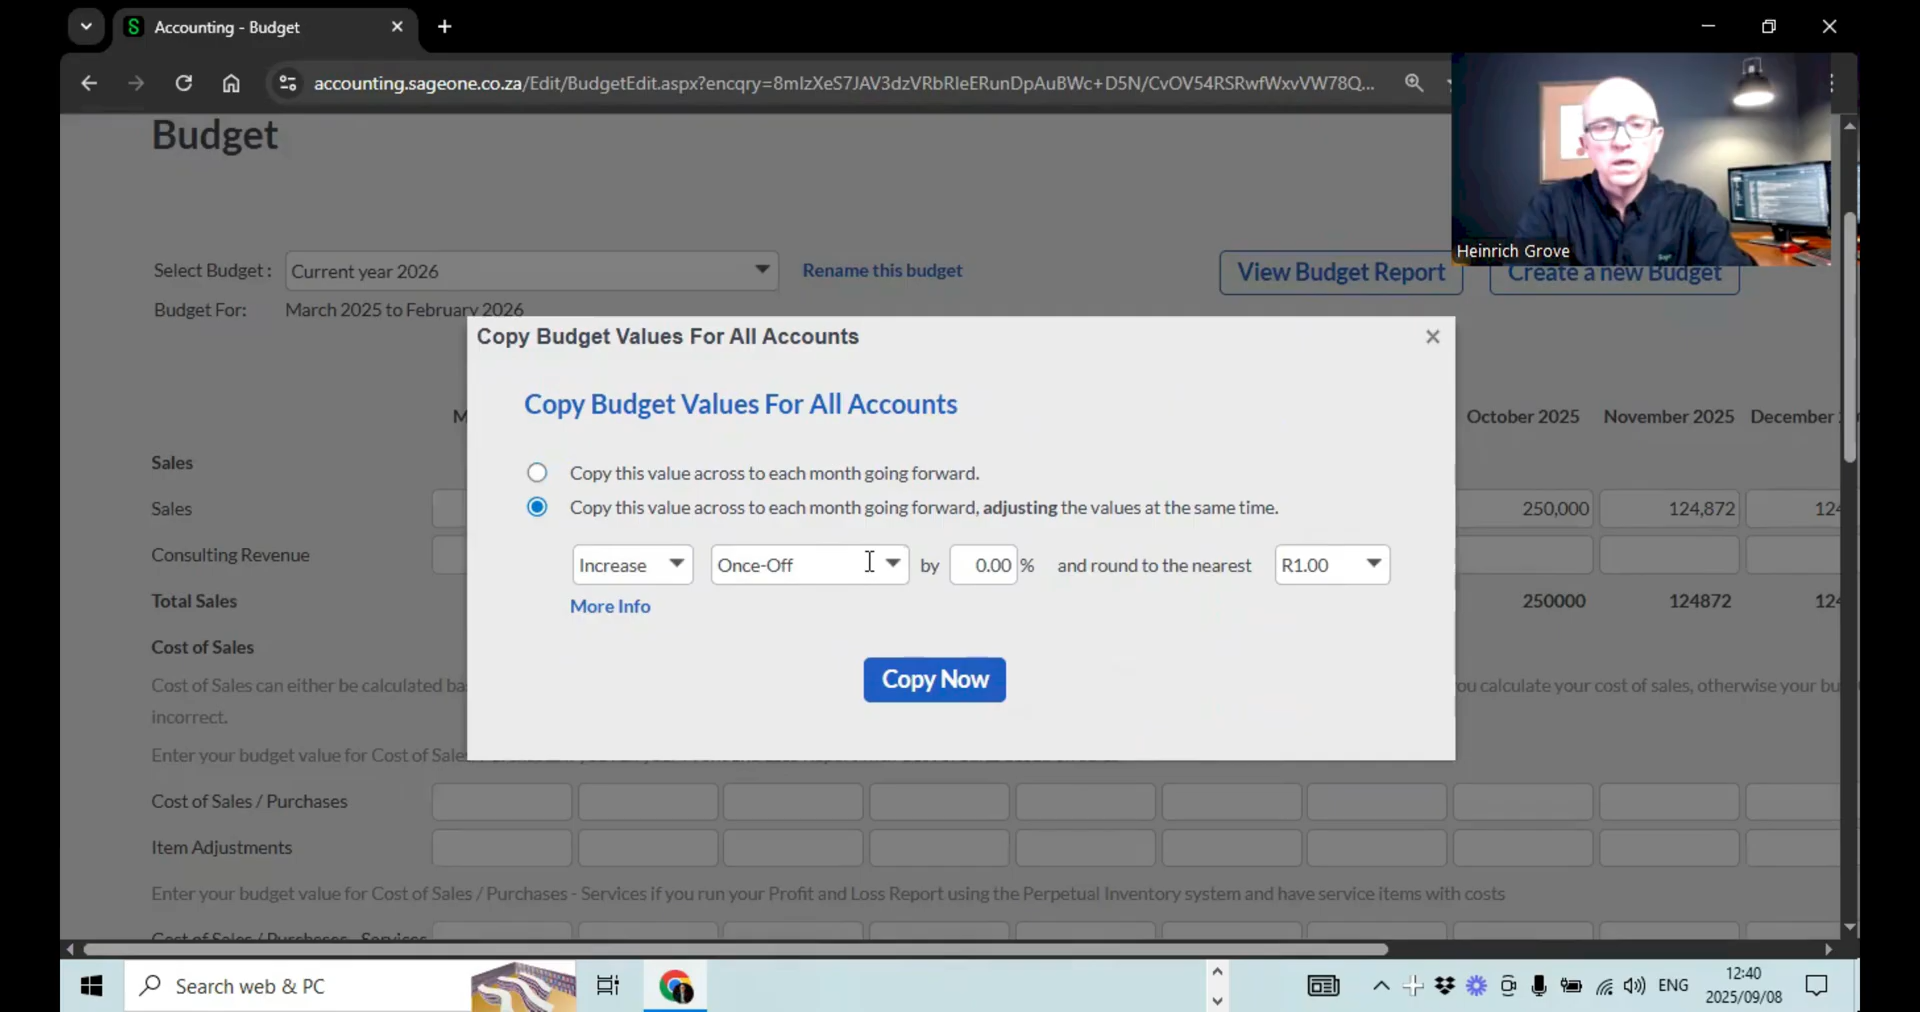 Accounting - Budget
accounting.sageone.co.za/Edit/BudgetEdit.aspx?encqry=8mIzXeS7JAV3dzVRbRIeERunDpAuBWc+D5N/CvOV54RSRwfWxvVW78Q...
Heinrich Grove
Budget
Select Budget: Current year 2026 Rename this budget View Budget Report Create a new Budget
Budget For: March 2025 to February 2026
Copy Budget Values For All Accounts
Copy Budget Values For All Accounts
M October 2025 November 2025 December
Sales
Copy this value across to each month going forward.
Sales 250,000 124,872 12
Copy this value across to each month going forward, adjusting the values at the same time.
Consulting Revenue
Increase Once-Off by 0.00 % and round to the nearest R1.00
More Info
Total Sales 250000 124872 12
Cost of Sales
Copy Now
Cost of Sales can either be calculated ba you calculate your cost of sales, otherwise your bu
incorrect.
Enter your budget value for Cost of Sale
Cost of Sales / Purchases
Item Adjustments
Enter your budget value for Cost of Sales / Purchases - Services if you run your Profit and Loss Report using the Perpetual Inventory system and have service items with costs
Cost of Sales / Purchases - Services
Search web & PC ENG 12:40
2025/09/08